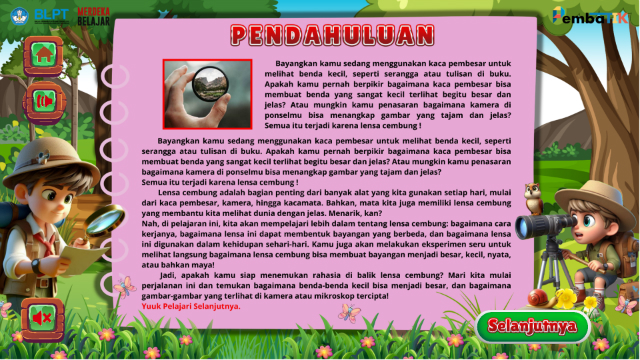 BLPT
MERDEKA
BELAJAR
PembaTIK
PENDAHULUAN
Bayangkan kamu sedang menggunakan kaca pembesar untuk
melihat benda kecil, seperti serangga atau tulisan di buku.
Apakah kamu pernah berpikir bagaimana kaca pembesar bisa
membuat benda yang sangat kecil terlihat begitu besar dan
jelas? Atau mungkin kamu penasaran bagaimana kamera di
ponselmu bisa menangkap gambar yang tajam dan jelas?
Semua itu terjadi karena lensa cembung !
Bayangkan kamu sedang menggunakan kaca pembesar untuk melihat benda kecil, seperti
serangga atau tulisan di buku. Apakah kamu pernah berpikir bagaimana kaca pembesar bisa
membuat benda yang sangat kecil terlihat begitu besar dan jelas? Atau mungkin kamu penasaran
bagaimana kamera di ponselmu bisa menangkap gambar yang tajam dan jelas?
Semua itu terjadi karena lensa cembung !
Lensa cembung adalah bagian penting dari banyak alat yang kita gunakan setiap hari, mulai
dari kaca pembesar, kamera, hingga kacamata. Bahkan, mata kita juga memiliki lensa cembung
yang membantu kita melihat dunia dengan jelas. Menarik, kan?
Nah, di pelajaran ini, kita akan mempelajari lebih dalam tentang lensa cembung: bagaimana cara
kerjanya, bagaimana lensa ini dapat membentuk bayangan yang berbeda, dan bagaimana lensa
ini digunakan dalam kehidupan sehari-hari. Kamu juga akan melakukan eksperimen seru untuk
melihat langsung bagaimana lensa cembung bisa membuat bayangan menjadi besar, kecil, nyata,
atau bahkan maya!
Jadi, apakah kamu siap menemukan rahasia di balik lensa cembung? Mari kita mulai
perjalanan ini dan temukan bagaimana benda-benda kecil bisa menjadi besar, dan bagaimana
gambar-gambar yang terlihat di kamera atau mikroskop tercipta!
Yuuk Pelajari Selanjutnya.
Selanjutnya